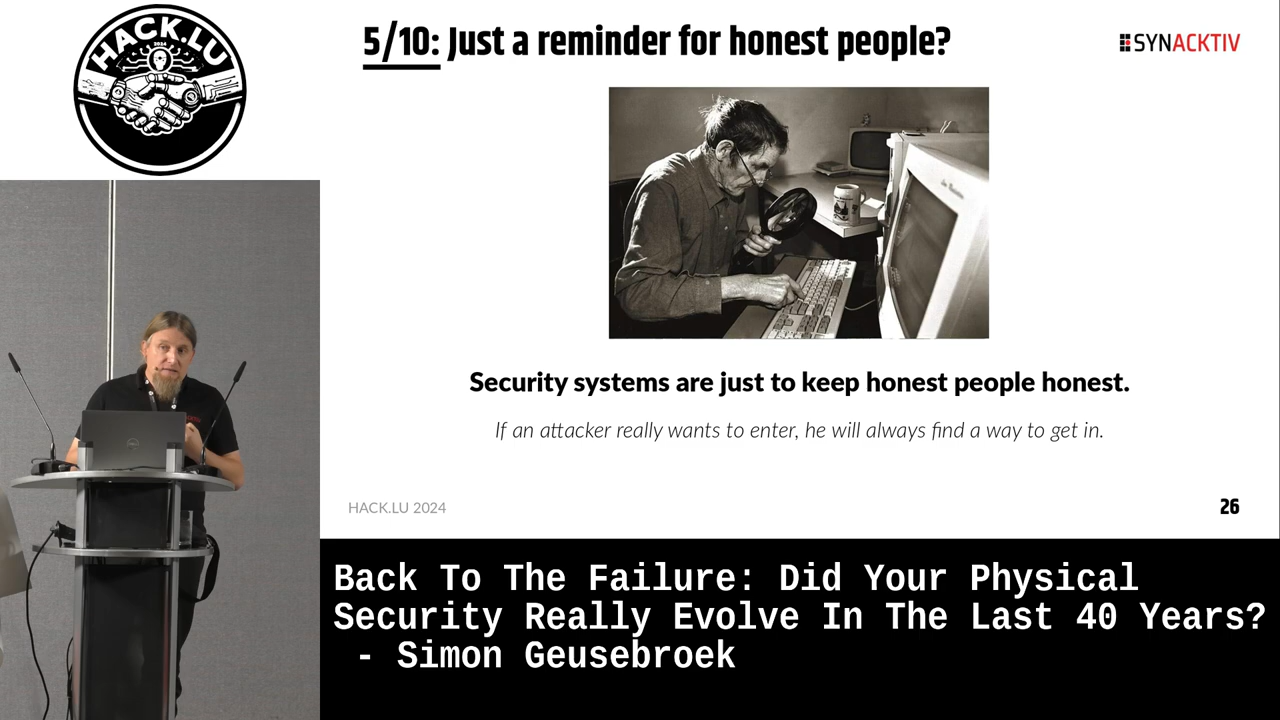 HACK.LU
2024
5/10: Just a reminder for honest people?
SYNACKTIV
Security systems are just to keep honest people honest.
If an attacker really wants to enter, he will always find a way to get in.
HACK.LU 2024
26
Back To The Failure: Did Your Physical
Security Really Evolve In The Last 40 Years?
- Simon Geusebroek